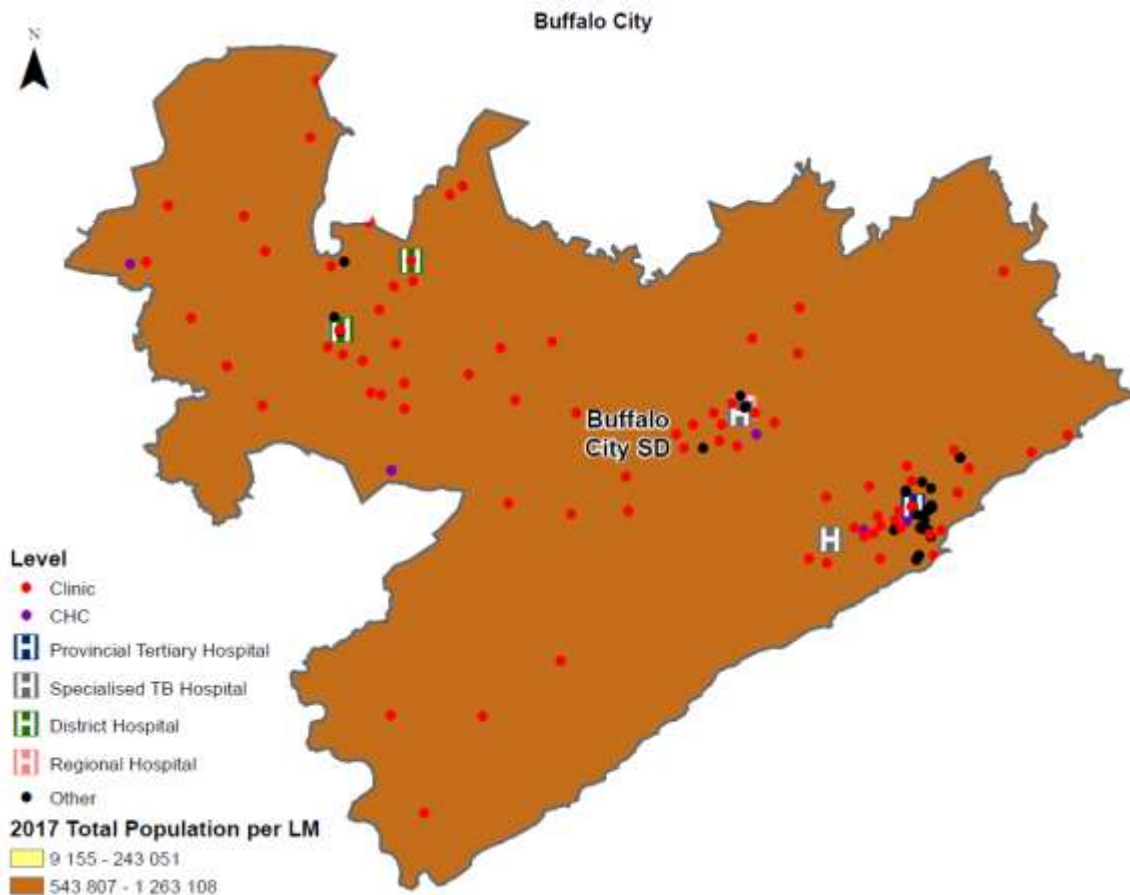 Buffalo City
N
Buffalo
City SD
Level
Clinic
CHC
Provincial Tertiary Hospital
Specialised TB Hospital
District Hospital
Regional Hospital
Other
2017 Total Population per LM
9 155 - 243 051
543 807 - 1 263 108